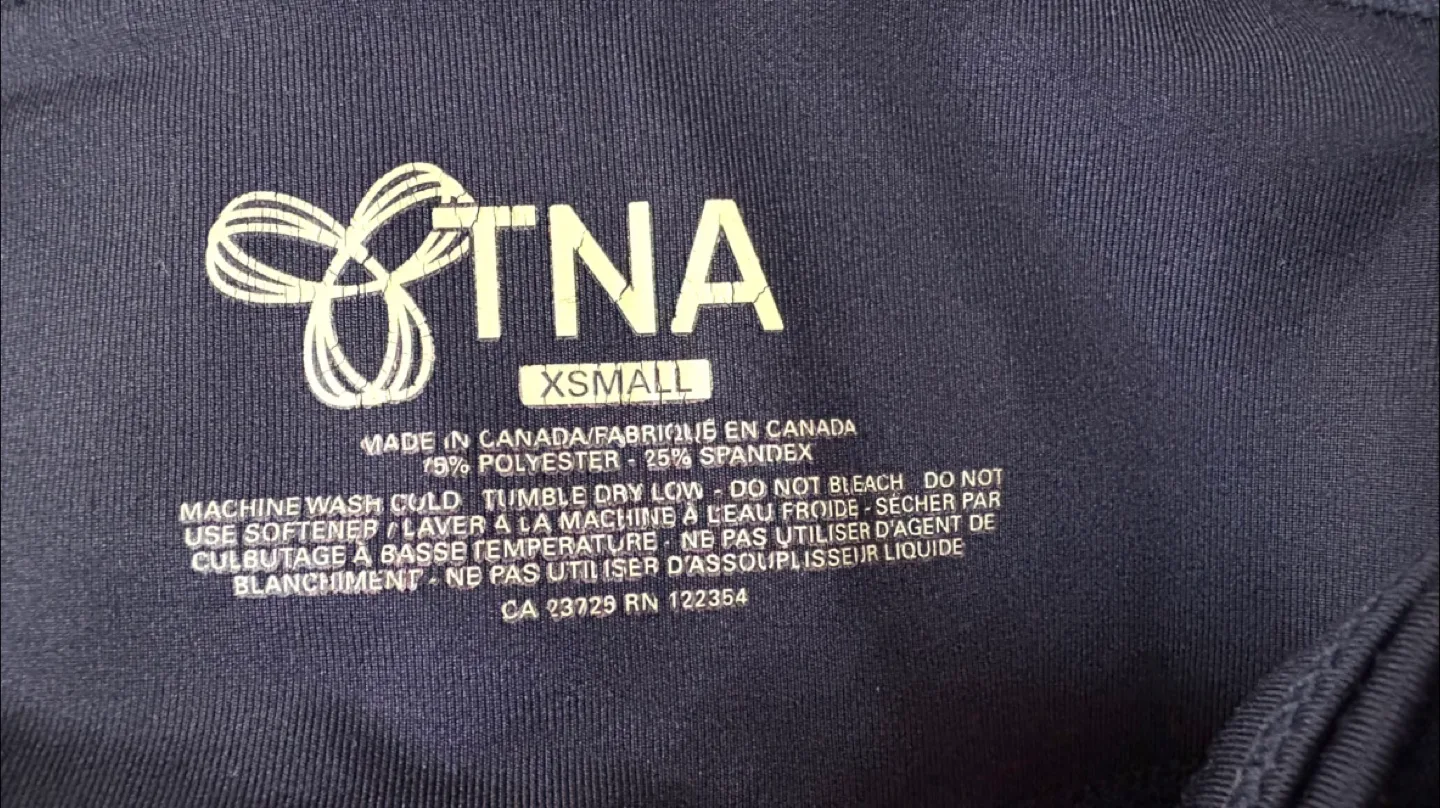 TNA
XSMALL
MADE IN CANADA/FABRIQUÉ EN CANADA
75% POLYESTER - 25% SPANDEX
MACHINE WASH COLD TUMBLE DRY LOW - DO NOT BLEACH DO NOT
USE SOFTENER / LAVER À LA MACHINE À L'EAU FROIDE - SÉCHER PAR
CULBUTAGE À BASSE TEMPERATURE - NE PAS UTILISER D'AGENT DE
BLANCHIMENT - NE PAS UTILISER D'ASSOUPLISSEUR LIQUIDE
CA 23729 RN 122354